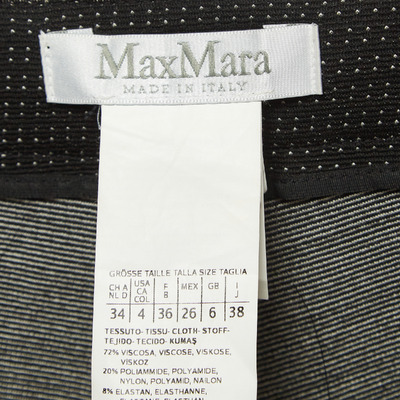 MaxMara
MADE IN ITALY
GRÖSSE TAILLE TALLA SIZE TAGLIA
CH A NL D USA CA CO F B MEX GB I J
34 4 36 26 6 38
TESSUTO- TISSU- CLOTH- STOFF-
TEJIDO- TECIDO- KUMAŞ
72% VISCOSA, VISCOSE, VISKOSE,
VISKOZ
20% POLIAMMIDE, POLYAMIDE,
NYLON, POLYAMID, NAILON
8% ELASTAN, ELASTHANNE,